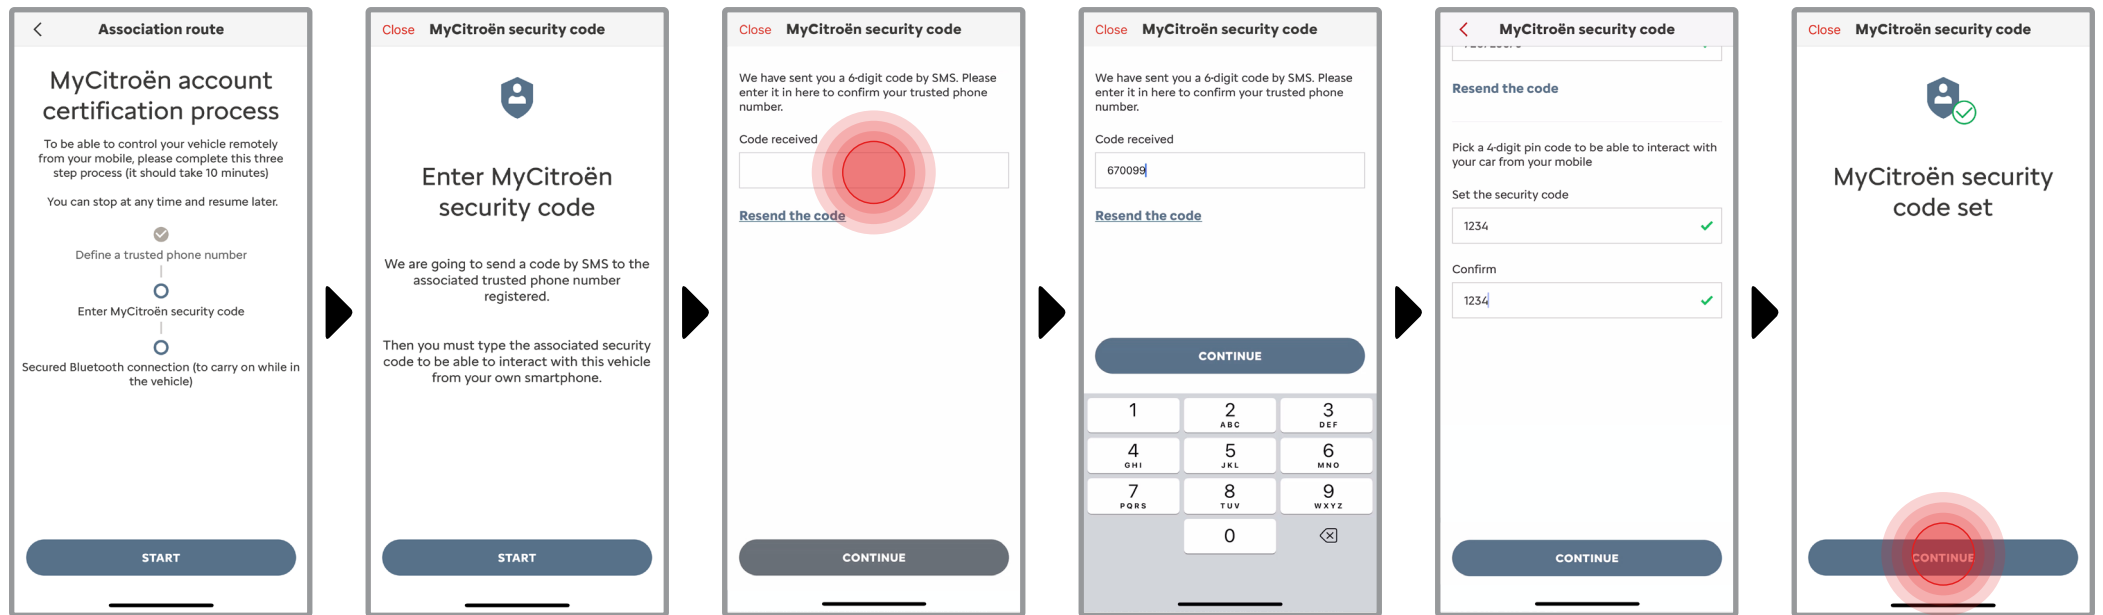 Association route
MyCitroën account
certification process
To be able to control your vehicle remotely
from your mobile, please complete this three
step process (it should take 10 minutes)
You can stop at any time and resume later.
Define a trusted phone number
Enter MyCitroën security code
Secured Bluetooth connection (to carry on while in
the vehicle)
START
Close MyCitroën security code
Enter MyCitroën
security code
We are going to send a code by SMS to the
associated trusted phone number
registered.
Then you must type the associated security
code to be able to interact with this vehicle
from your own smartphone.
START
Close MyCitroën security code
We have sent you a 6-digit code by SMS. Please
enter it in here to confirm your trusted phone
number.
Code received
Resend the code
CONTINUE
Close MyCitroën security code
We have sent you a 6-digit code by SMS. Please
enter it in here to confirm your trusted phone
number.
Code received
670099
Resend the code
CONTINUE
1 2 ABC 3 DEF
4 GHI 5 JKL 6 MNO
7 PQRS 8 TUV 9 WXYZ
0
MyCitroën security code
Resend the code
Pick a 4-digit pin code to be able to interact with
your car from your mobile
Set the security code
1234
Confirm
1234
CONTINUE
Close MyCitroën security code
MyCitroën security
code set
CONTINUE